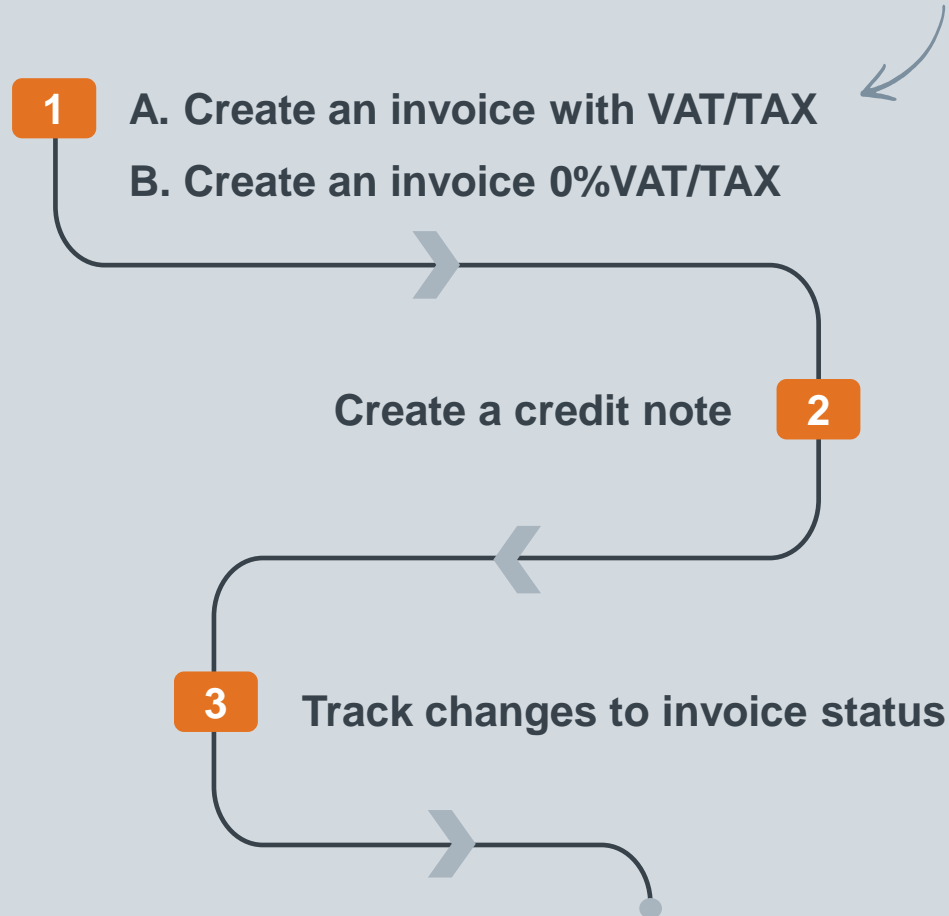 1
A. Create an invoice with VAT/TAX
B. Create an invoice 0%VAT/TAX
Create a credit note
2
3
Track changes to invoice status